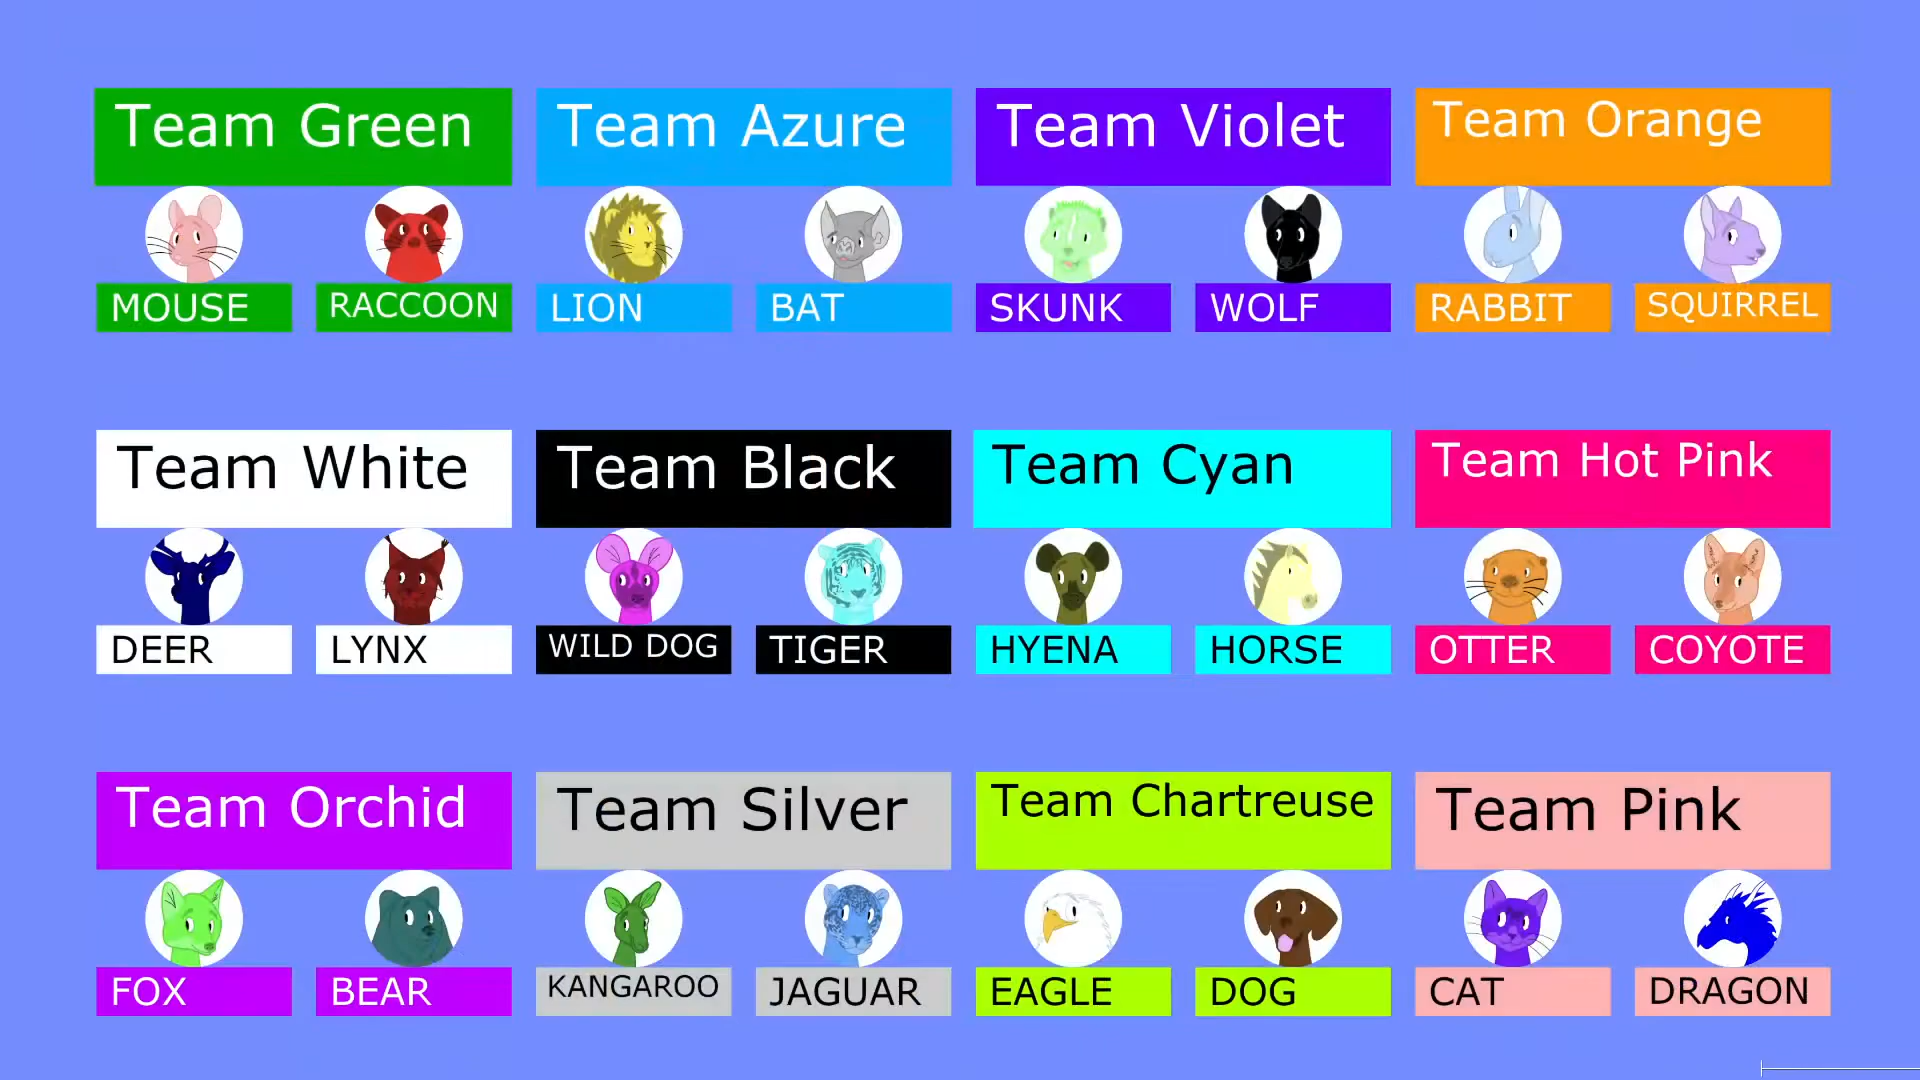 Team Green
Team Azure
Team Violet
Team Orange
MOUSE
RACCOON
LION
BAT
SKUNK
WOLF
RABBIT
SQUIRREL
Team White
Team Black
Team Cyan
Team Hot Pink
DEER
LYNX
WILD DOG
TIGER
HYENA
HORSE
OTTER
COYOTE
Team Orchid
Team Silver
Team Chartreuse
Team Pink
FOX
BEAR
KANGAROO
JAGUAR
EAGLE
DOG
CAT
DRAGON